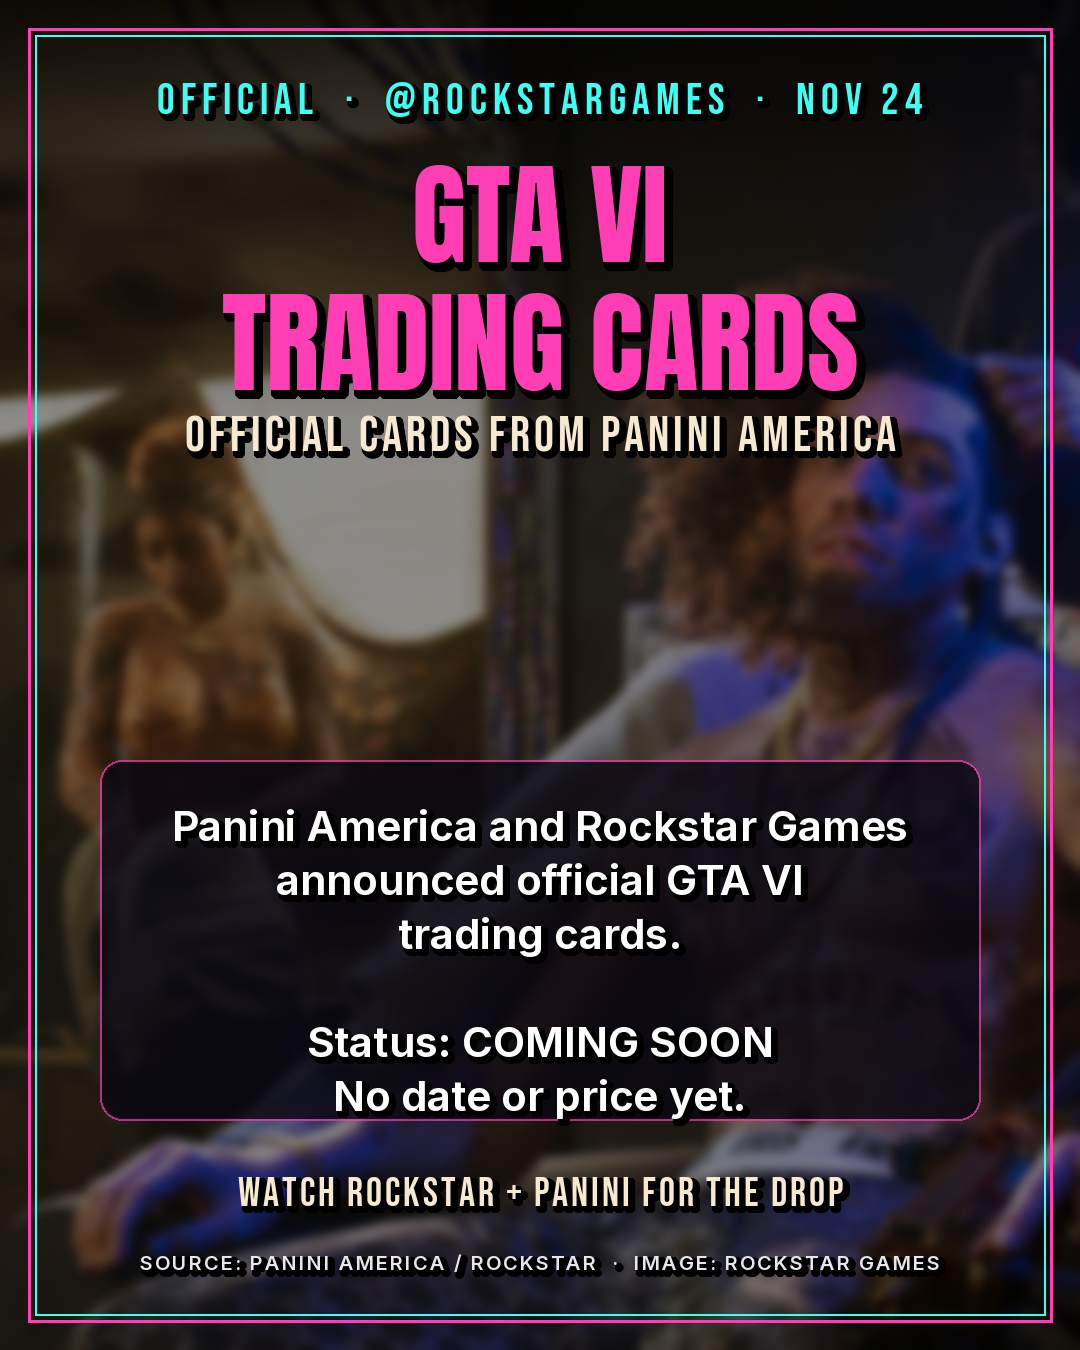 OFFICIAL · @ROCKSTARGAMES · NOV 24
GTA VI
TRADING CARDS
OFFICIAL CARDS FROM PANINI AMERICA
Panini America and Rockstar Games
announced official GTA VI
trading cards.
Status: COMING SOON
No date or price yet.
WATCH ROCKSTAR + PANINI FOR THE DROP
SOURCE: PANINI AMERICA / ROCKSTAR · IMAGE: ROCKSTAR GAMES